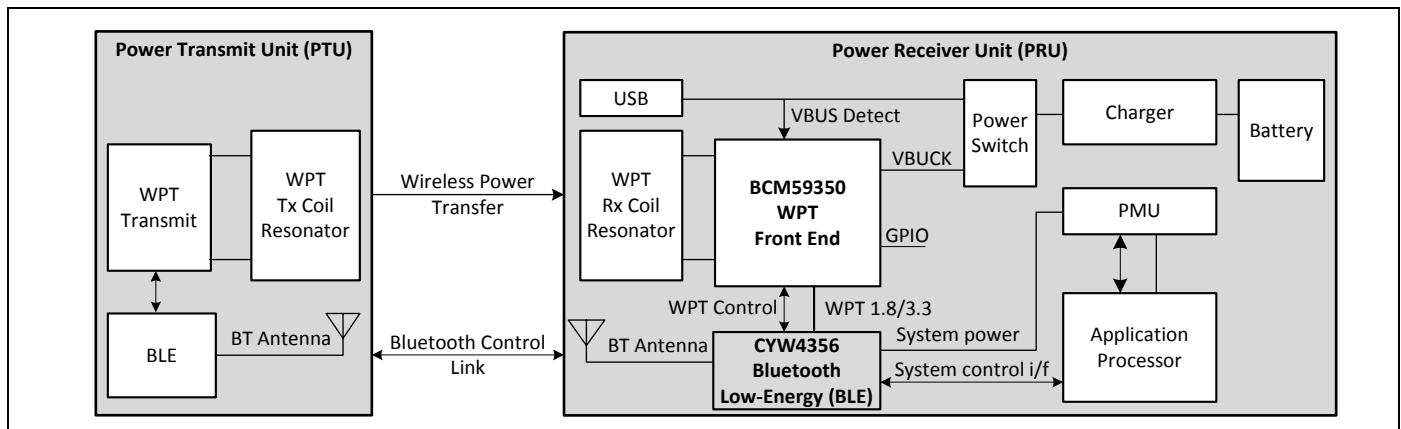 Power Transmit Unit (PTU)
WPT
Transmit
WPT
Tx Coil
Resonator
BLE
BT Antenna
Wireless Power
Transfer
Bluetooth Control
Link
Power Receiver Unit (PRU)
USB
VBUS Detect
WPT
Rx Coil
Resonator
BCM59350
WPT
Front End
VBUCK
GPIO
Power
Switch
Charger
Battery
PMU
WPT Control
WPT 1.8/3.3
BT Antenna
CYW4356
Bluetooth
Low-Energy (BLE)
System power
System control i/f
Application
Processor